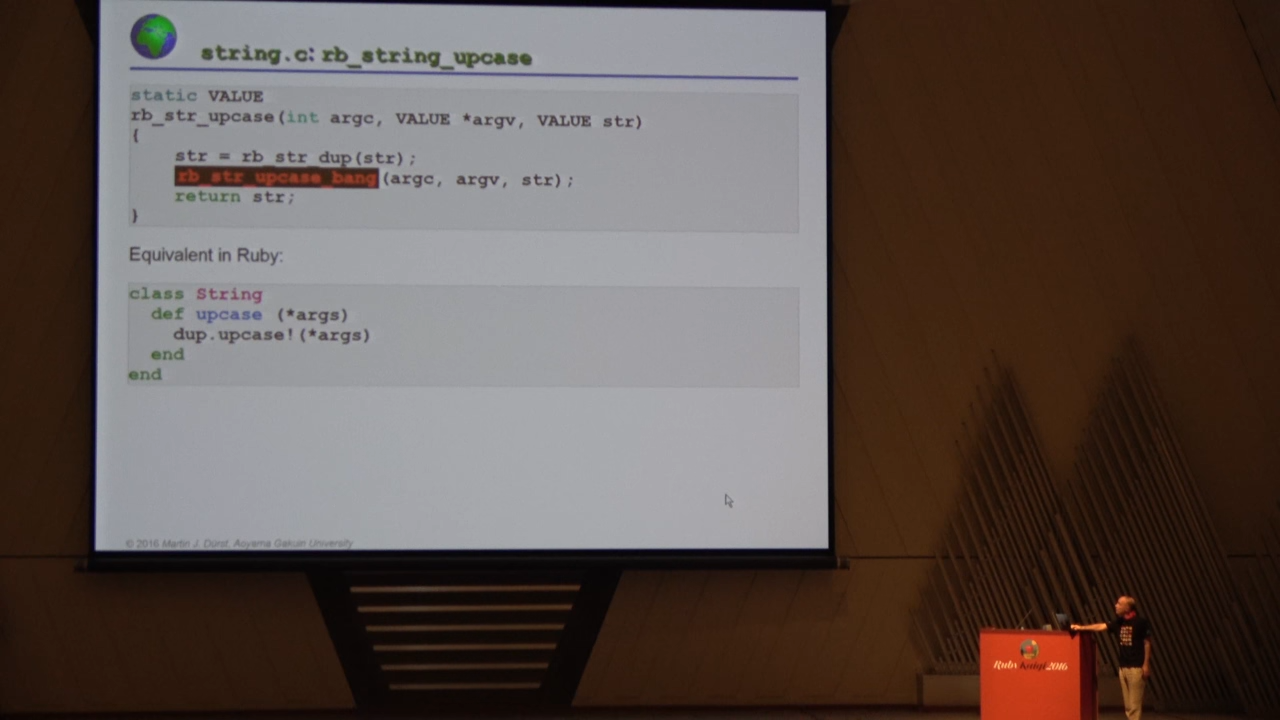 string.c: rb_string_upcase
static VALUE
rb_str_upcase(int argc, VALUE *argv, VALUE str)
{
    str = rb_str_dup(str);
    rb_str_upcase_bang(argc, argv, str);
    return str;
}
Equivalent in Ruby:
class String
  def upcase (*args)
    dup.upcase!(*args)
  end
end
© 2016 Martin J. Dürst, Aoyama Gakuin University
RubyKaigi 2016